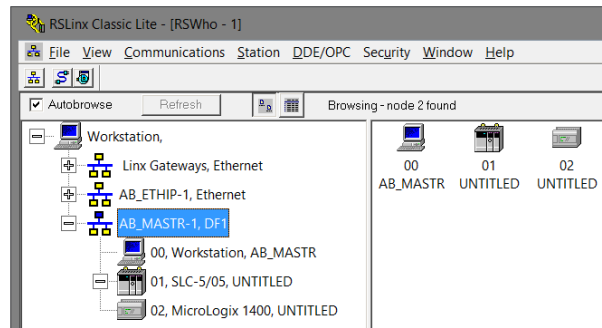 RSLinx Classic Lite - [RSWho - 1]
File View Communications Station DDE/OPC Security Window Help
Autobrowse Refresh Browsing - node 2 found
Workstation,
Linx Gateways, Ethernet
AB_ETHIP-1, Ethernet
AB_MASTR-1, DF1
00, Workstation, AB_MASTR
01, SLC-5/05, UNTITLED
02, MicroLogix 1400, UNTITLED
00 01 02
AB_MASTR UNTITLED UNTITLED